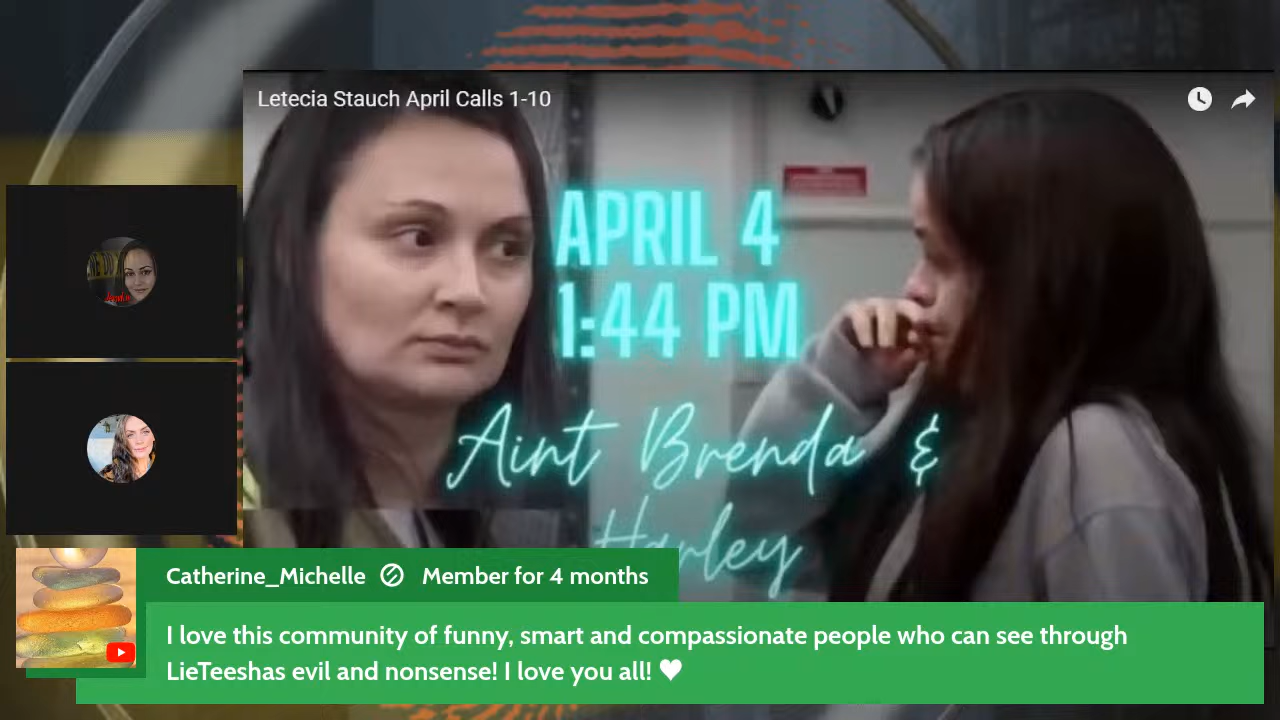 Letecia Stauch April Calls 1-10
APRIL 4
1:44 PM
Aint Brenda &
Harley
Catherine_Michelle Member for 4 months
I love this community of funny, smart and compassionate people who can see through
LieTeeshas evil and nonsense! I love you all! ♥